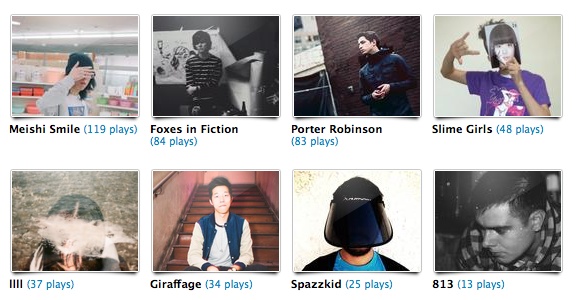 Meishi Smile (119 plays)
Foxes in Fiction
(84 plays)
Porter Robinson
(83 plays)
Slime Girls (48 plays)
llll (37 plays)
Giraffage (34 plays)
Spazzkid (25 plays)
813 (13 plays)